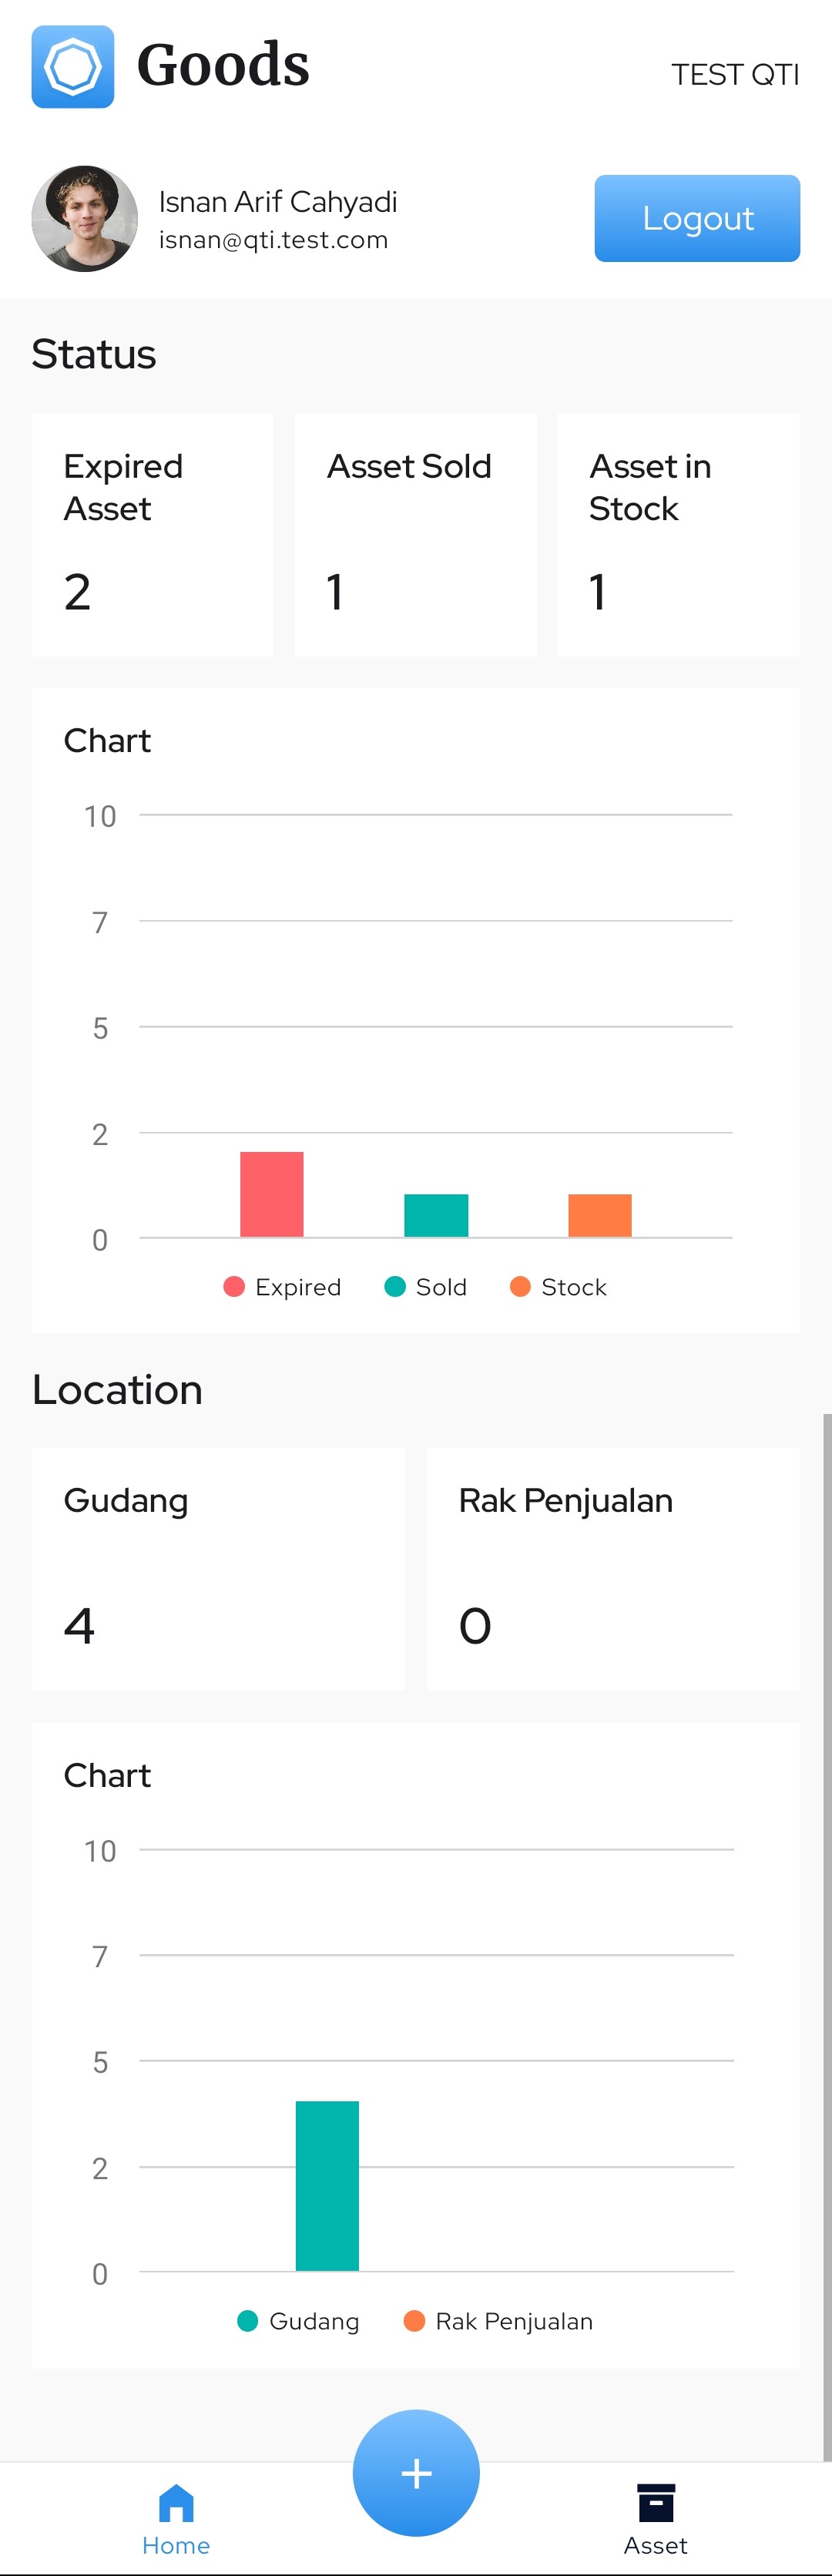 Goods
TEST QTI
Isnan Arif Cahyadi
isnan@qti.test.com
Logout
Status
Expired
Asset
2
Asset Sold
1
Asset in
Stock
1
Chart
10
7
5
2
0
Expired
Sold
Stock
Location
Gudang
4
Rak Penjualan
0
Chart
10
7
5
2
0
Gudang
Rak Penjualan
+
Home
Asset